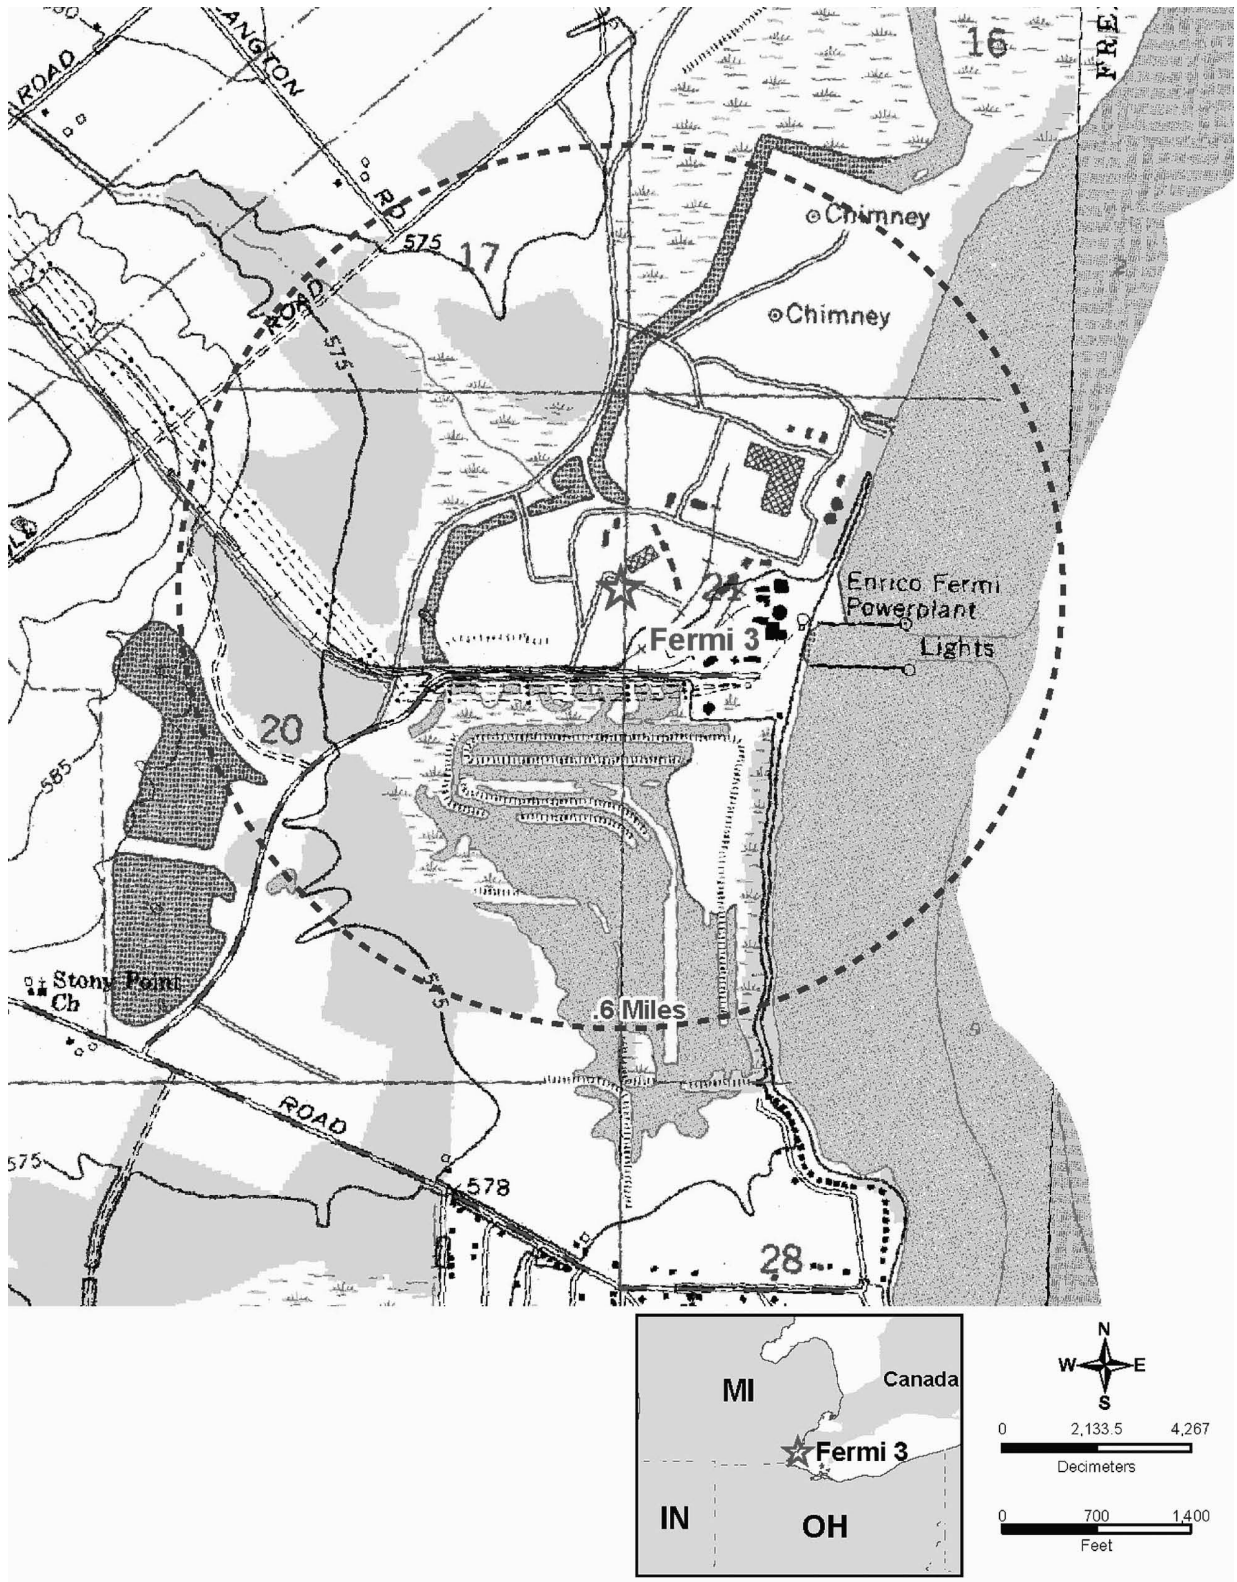 ROAD
ANGTON
RD
16
FRE
575
17
Chimney
ROAD
Chimney
575
21
Enrico Fermi
Powerplant
Lights
Fermi 3
20
585
Stony Point
Ch
575
.6 Miles
5
ROAD
575
578
28
MI
Canada
Fermi 3
IN
OH
N
W
E
S
0 2,133.5 4,267
Decimeters
0 700 1,400
Feet